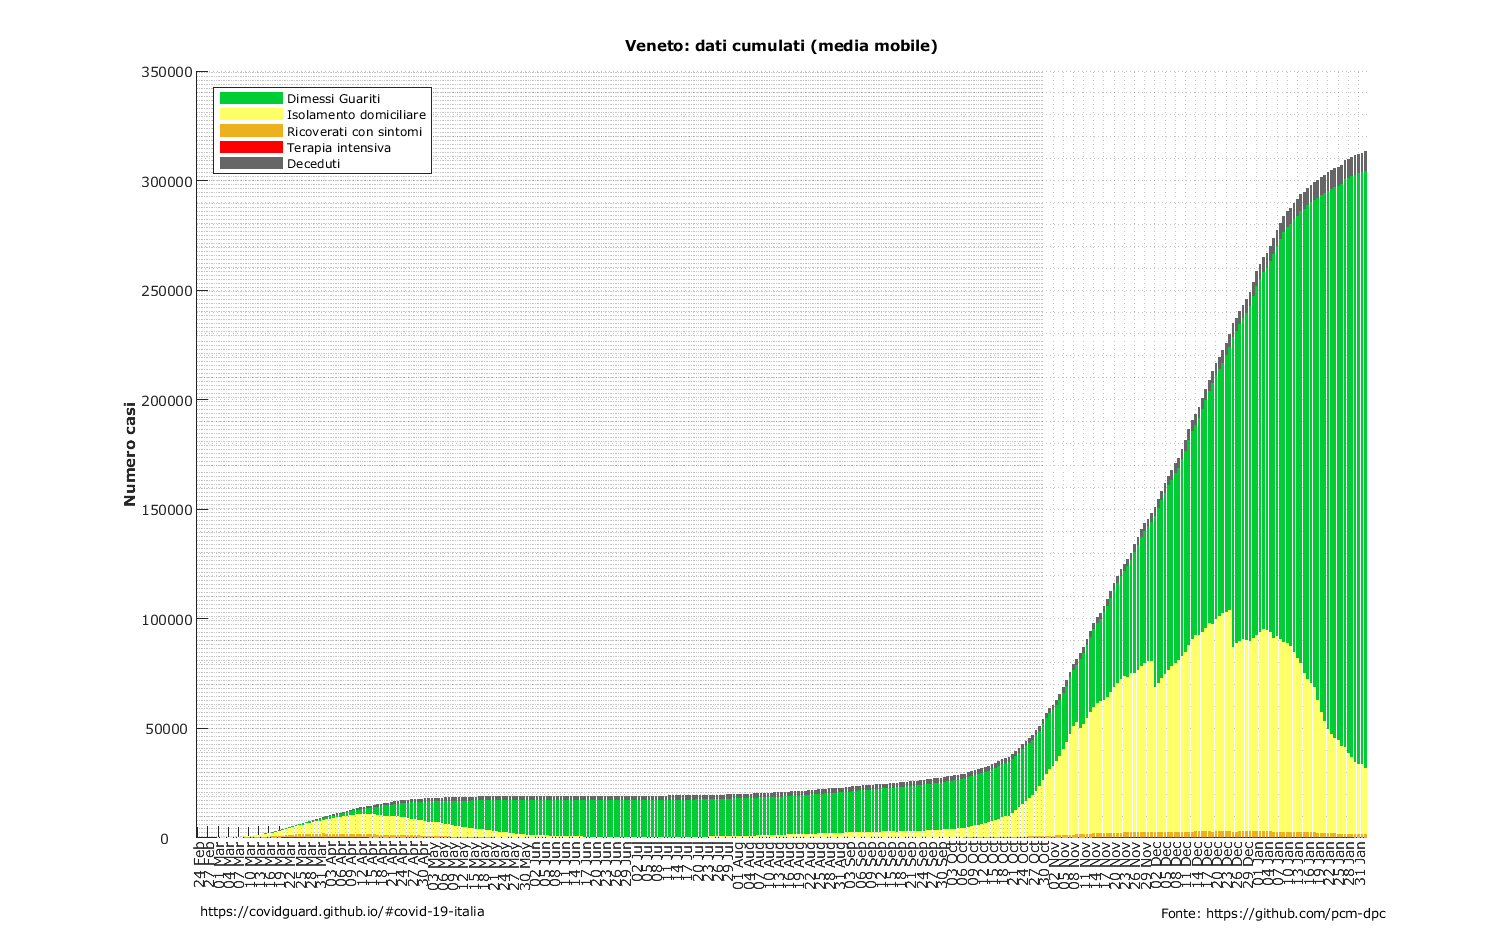 Veneto: dati cumulati (media mobile)
350000
300000
250000
200000
150000
100000
50000
0
Numero casi
Dimessi Guariti
Isolamento domiciliare
Ricoverati con sintomi
Terapia intensiva
Deceduti
24 Feb
27 Feb
01 Mar
04 Mar
07 Mar
10 Mar
13 Mar
16 Mar
19 Mar
22 Mar
25 Mar
28 Mar
31 Mar
03 Apr
06 Apr
09 Apr
12 Apr
15 Apr
18 Apr
21 Apr
24 Apr
27 Apr
30 Apr
03 May
06 May
09 May
12 May
15 May
18 May
21 May
24 May
27 May
30 May
02 Jun
05 Jun
08 Jun
11 Jun
14 Jun
17 Jun
20 Jun
23 Jun
26 Jun
29 Jun
02 Jul
05 Jul
08 Jul
11 Jul
14 Jul
17 Jul
20 Jul
23 Jul
26 Jul
29 Jul
01 Aug
04 Aug
07 Aug
10 Aug
13 Aug
16 Aug
19 Aug
22 Aug
25 Aug
28 Aug
31 Aug
03 Sep
06 Sep
09 Sep
12 Sep
15 Sep
18 Sep
21 Sep
24 Sep
27 Sep
30 Sep
03 Oct
06 Oct
09 Oct
12 Oct
15 Oct
18 Oct
21 Oct
24 Oct
27 Oct
30 Oct
02 Nov
05 Nov
08 Nov
11 Nov
14 Nov
17 Nov
20 Nov
23 Nov
26 Nov
29 Nov
02 Dec
05 Dec
08 Dec
11 Dec
14 Dec
17 Dec
20 Dec
23 Dec
26 Dec
29 Dec
01 Jan
04 Jan
07 Jan
10 Jan
13 Jan
16 Jan
19 Jan
22 Jan
25 Jan
28 Jan
31 Jan
https://covidguard.github.io/#covid-19-italia
Fonte: https://github.com/pcm-dpc